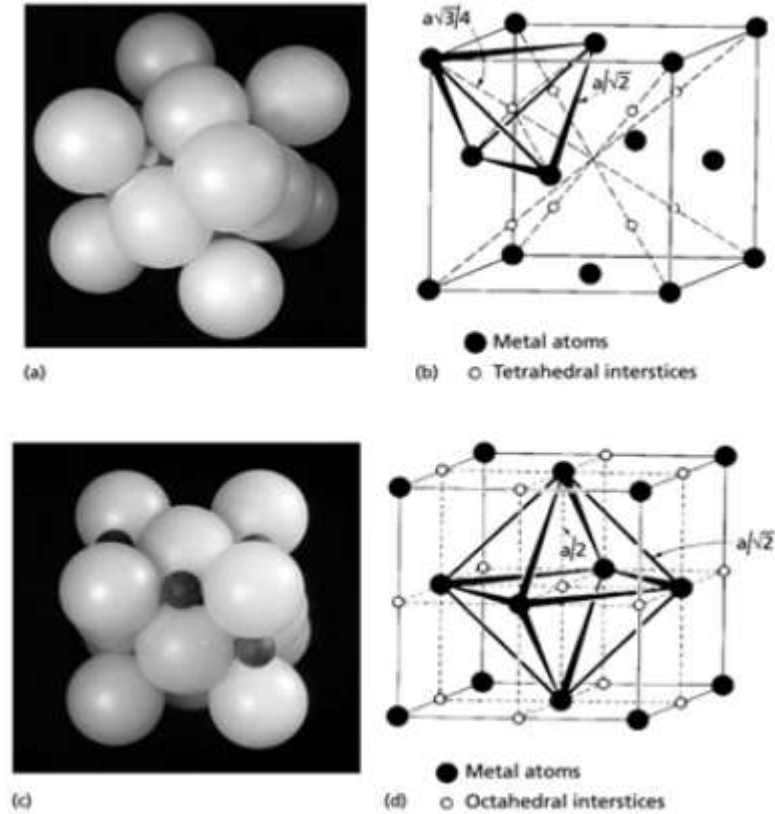 a√3/4
a/√2
(a)
(b)
Metal atoms
Tetrahedral interstices
a/2
a/√2
(c)
(d)
Metal atoms
Octahedral interstices